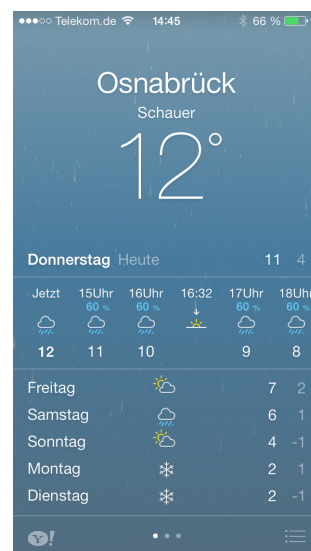 Telekom.de 14:45 66 %
Osnabrück
Schauer
12°
Donnerstag Heute 11 4
Jetzt 15Uhr 16Uhr 16:32 17Uhr 18Uhr
60 % 60 % 60 % 60 %
12 11 10 9 8
Freitag 7 2
Samstag 6 1
Sonntag 4 -1
Montag 2 1
Dienstag 2 -1
Y!